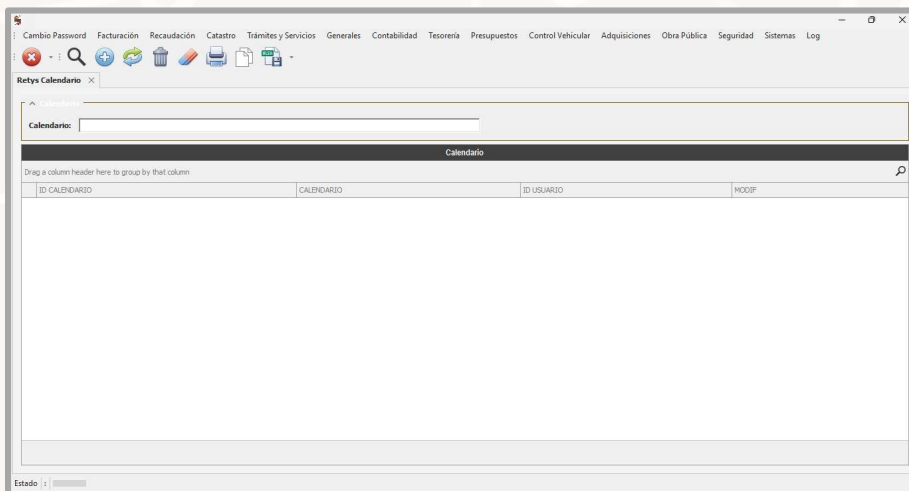 Cambio Password Facturación Recaudación Catastro Trámites y Servicios Generales Contabilidad Tesorería Presupuestos Control Vehicular Adquisiciones Obra Pública Seguridad Sistemas Log
Retys Calendario
Calendario
Calendario:
Calendario
Drag a column header here to group by that column
ID CALENDARIO CALENDARIO ID USUARIO MODIF
Estado :